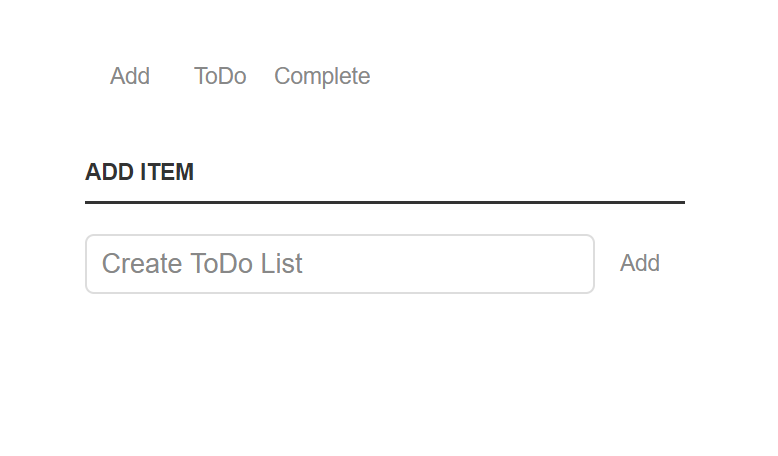 Add ToDo Complete
ADD ITEM
Create ToDo List Add